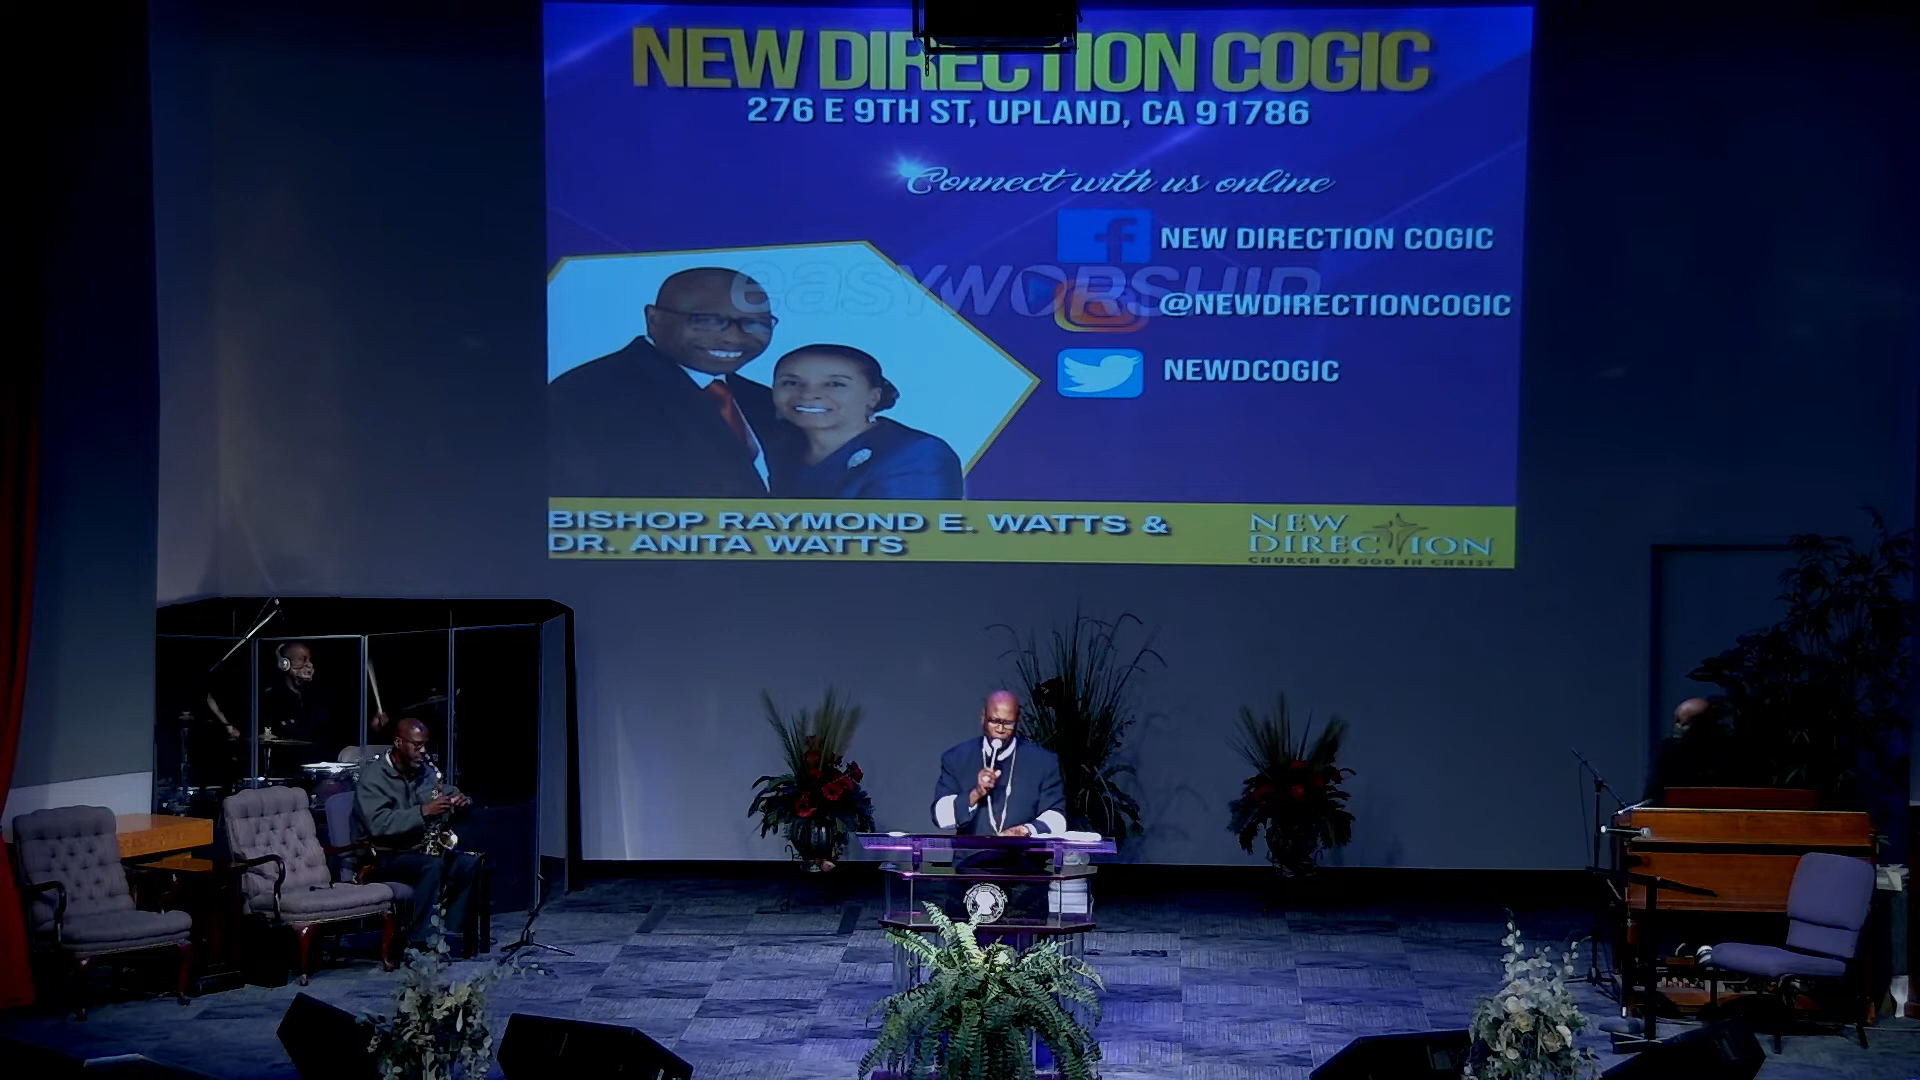 NEW DIRECTION COGIC
276 E 9TH ST, UPLAND, CA 91786
Connect with us online
NEW DIRECTION COGIC
easyWORSHIP
@NEWDIRECTIONCOGIC
NEWDCOGIC
BISHOP RAYMOND E. WATTS &
DR. ANITA WATTS
NEW
DIRECTION
CHURCH OF GOD IN CHRIST